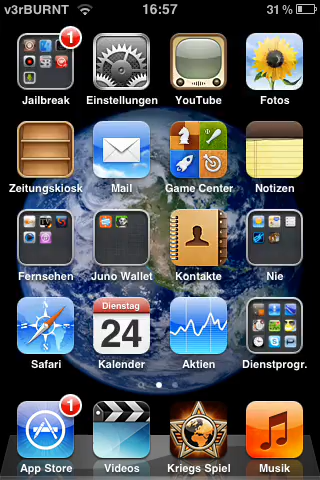 v3rBURNT 16:57 31 %
1
Jailbreak Einstellungen YouTube Fotos
Zeitungskiosk Mail Game Center Notizen
Fernsehen Juno Wallet Kontakte Nie
Dienstag
24
Safari Kalender Aktien Dienstprogr.
1
App Store Videos Kriegs Spiel Musik